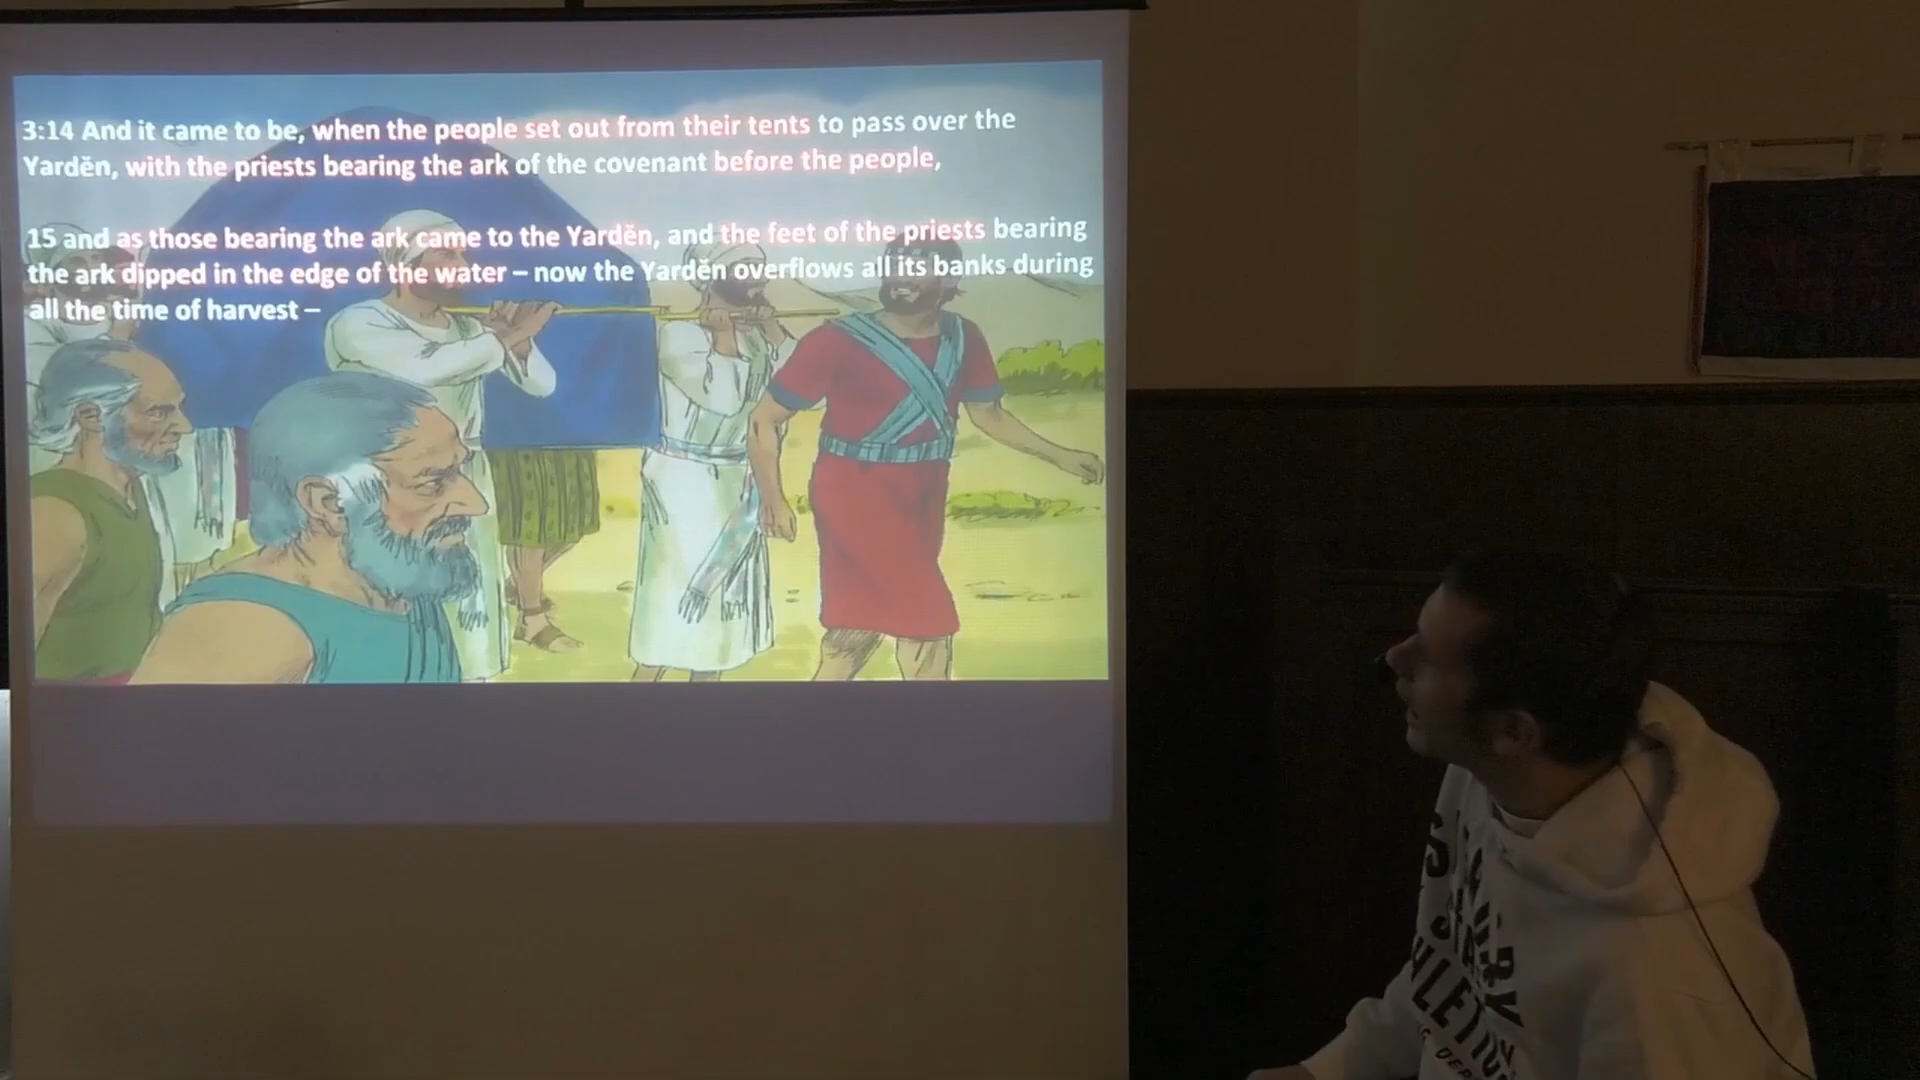 3:14 And it came to be, when the people set out from their tents to pass over the
Yardĕn, with the priests bearing the ark of the covenant before the people,
15 and as those bearing the ark came to the Yardĕn, and the feet of the priests bearing
the ark dipped in the edge of the water – now the Yardĕn overflows all its banks during
all the time of harvest –